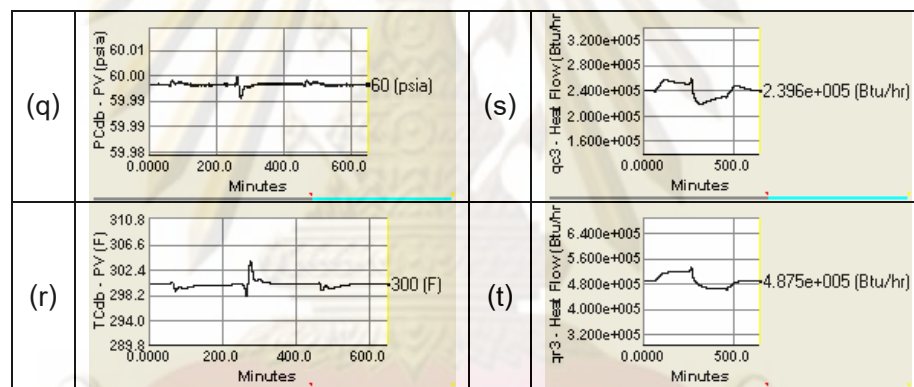 (q)
PCdb - PV (psia)
60.01
60.00
59.99
59.99
59.98
0.0000 200.0 400.0 600.0
Minutes
60 (psia)
(s)
qc3 - Heat Flow (Btu/hr
3.200e+005
2.800e+005
2.400e+005
2.000e+005
1.600e+005
0.0000 500.0
Minutes
2.396e+005 (Btu/hr)
(r)
TCdb - PV (F)
310.8
306.6
302.4
298.2
294.0
289.8
0.0000 200.0 400.0 600.0
Minutes
300 (F)
(t)
qr3 - Heat Flow (Btu/hr
6.400e+005
5.600e+005
4.800e+005
4.000e+005
3.200e+005
0.0000 500.0
Minutes
4.875e+005 (Btu/hr)